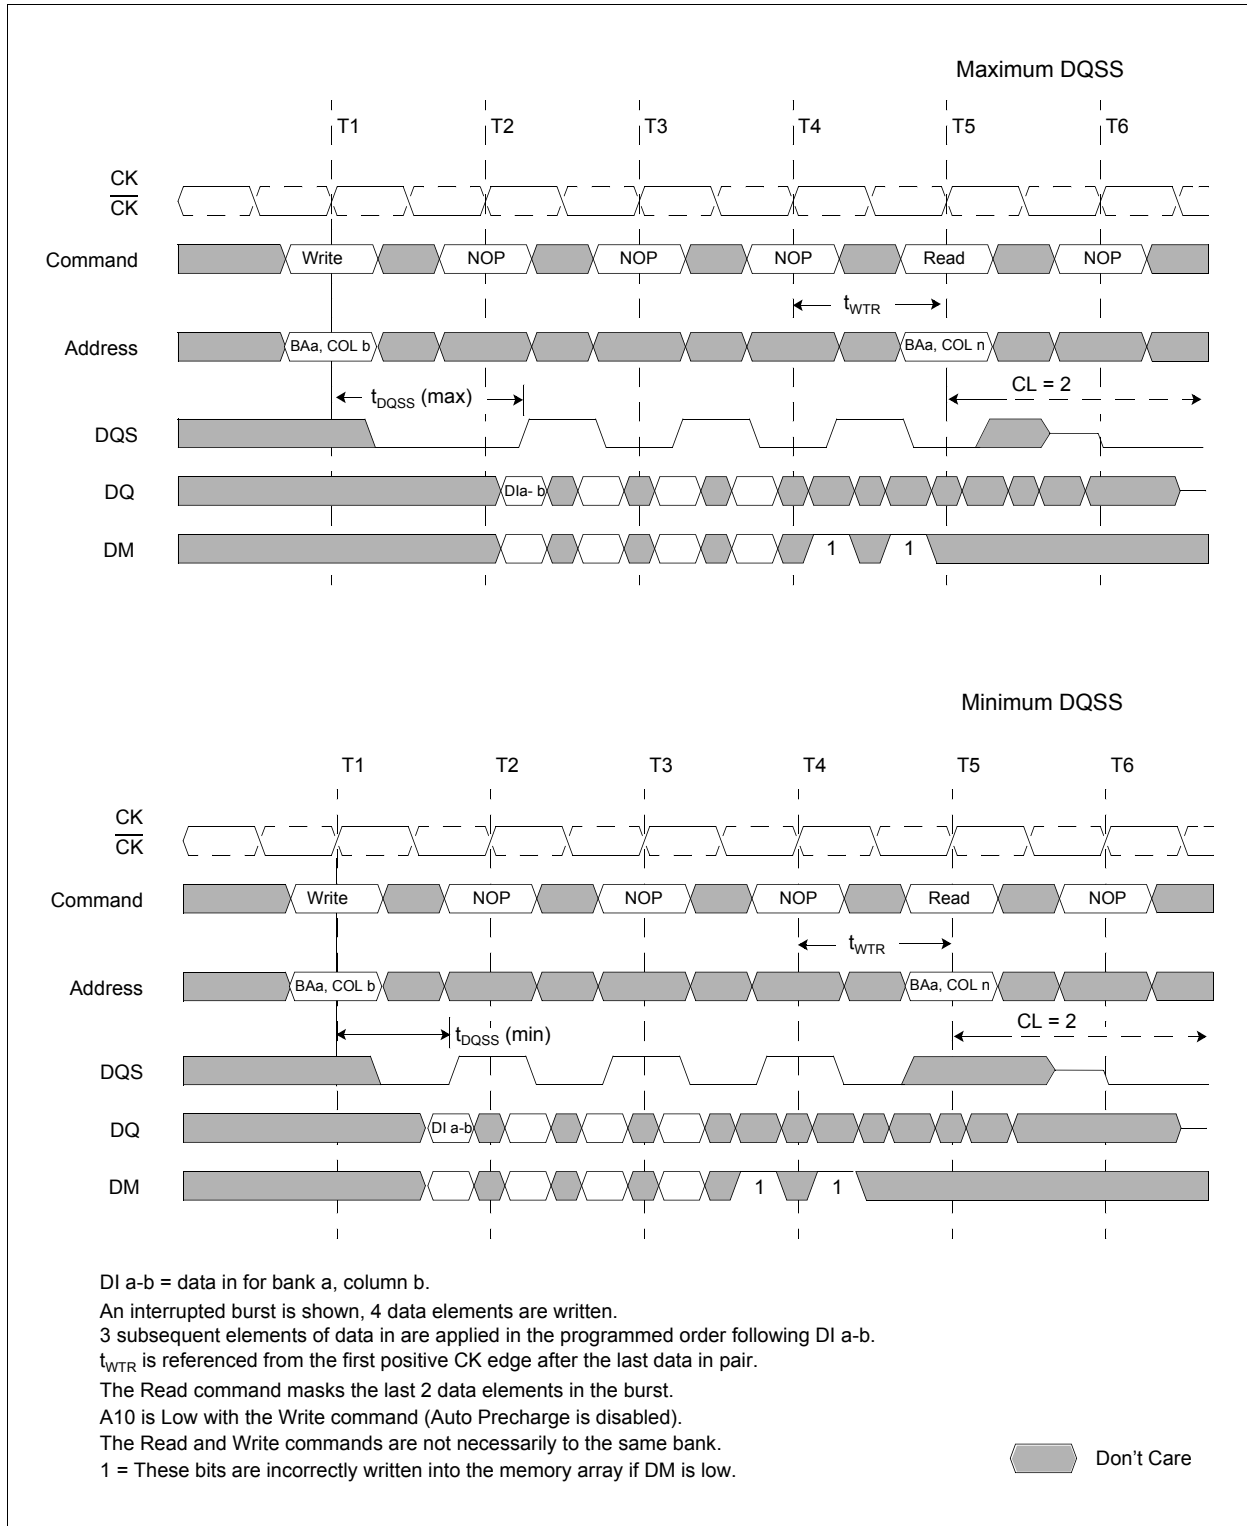 Maximum DQSS
T1 T2 T3 T4 T5 T6
CK
CK
Command Write NOP NOP NOP Read NOP
tWTR
Address BAa, COL b BAa, COL n
tDQSS (max) CL = 2
DQS
DQ DIa- b
DM 1 1
Minimum DQSS
T1 T2 T3 T4 T5 T6
CK
CK
Command Write NOP NOP NOP Read NOP
tWTR
Address BAa, COL b BAa, COL n
tDQSS (min) CL = 2
DQS
DQ DI a-b
DM 1 1
DI a-b = data in for bank a, column b.
An interrupted burst is shown, 4 data elements are written.
3 subsequent elements of data in are applied in the programmed order following DI a-b.
tWTR is referenced from the first positive CK edge after the last data in pair.
The Read command masks the last 2 data elements in the burst.
A10 is Low with the Write command (Auto Precharge is disabled).
The Read and Write commands are not necessarily to the same bank.
1 = These bits are incorrectly written into the memory array if DM is low.
Don't Care